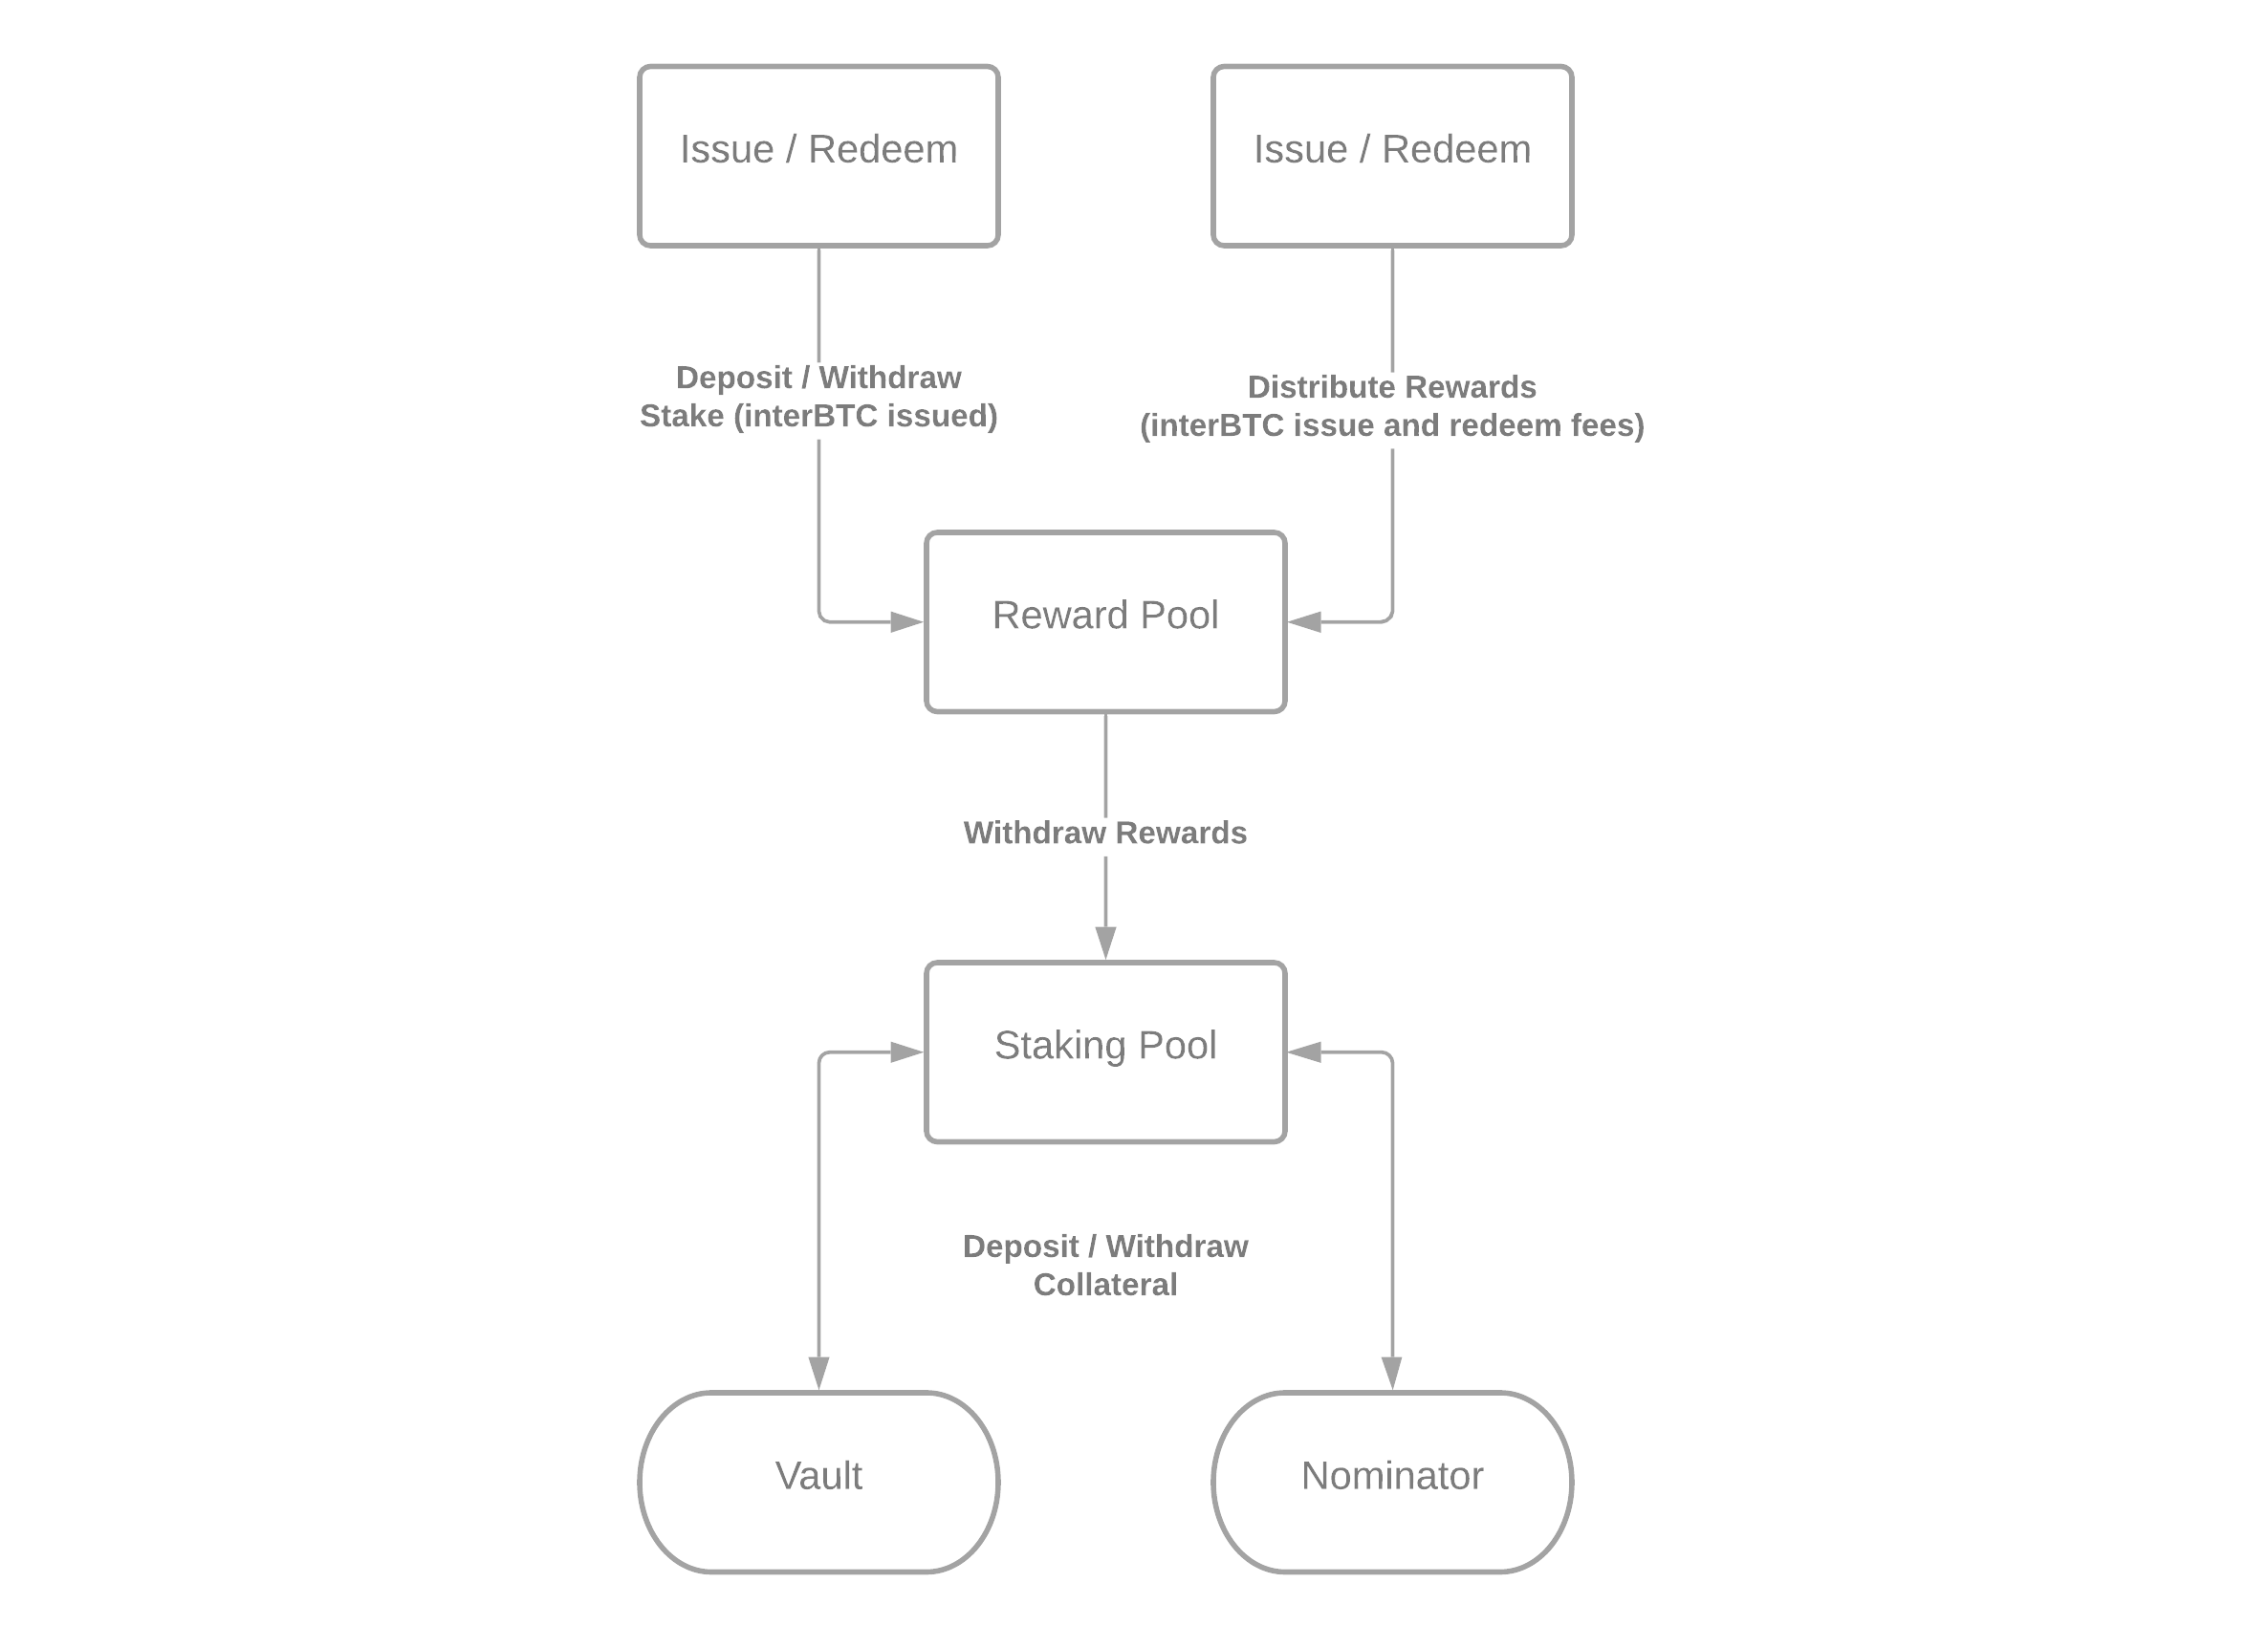 Issue / Redeem
Issue / Redeem
Deposit / Withdraw
Stake (interBTC issued)
Distribute Rewards
(interBTC issue and redeem fees)
Reward Pool
Withdraw Rewards
Staking Pool
Deposit / Withdraw
Collateral
Vault
Nominator